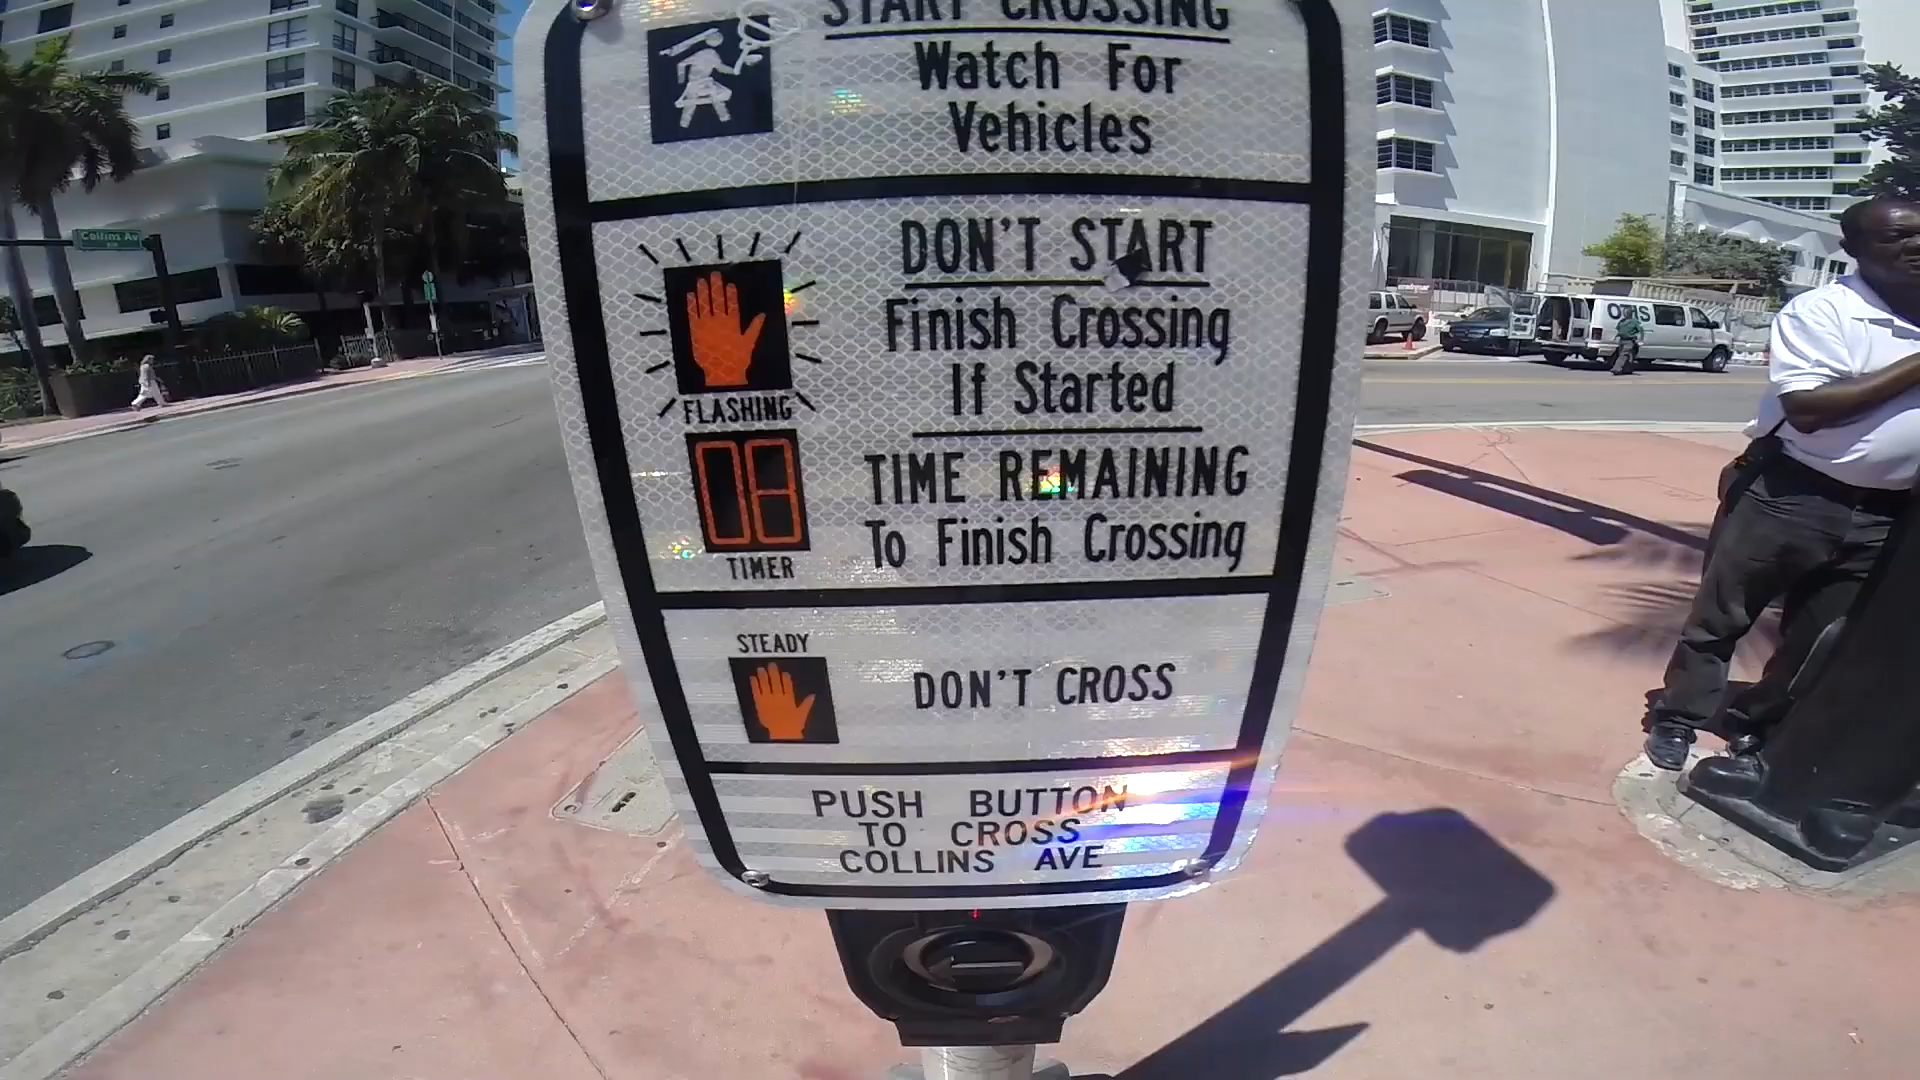 START CROSSING
Watch For
Vehicles
DON'T START
Finish Crossing
If Started
FLASHING
TIME REMAINING
To Finish Crossing
08
TIMER
STEADY
DON'T CROSS
PUSH BUTTON
TO CROSS
COLLINS AVE
Collins Av
OTIS